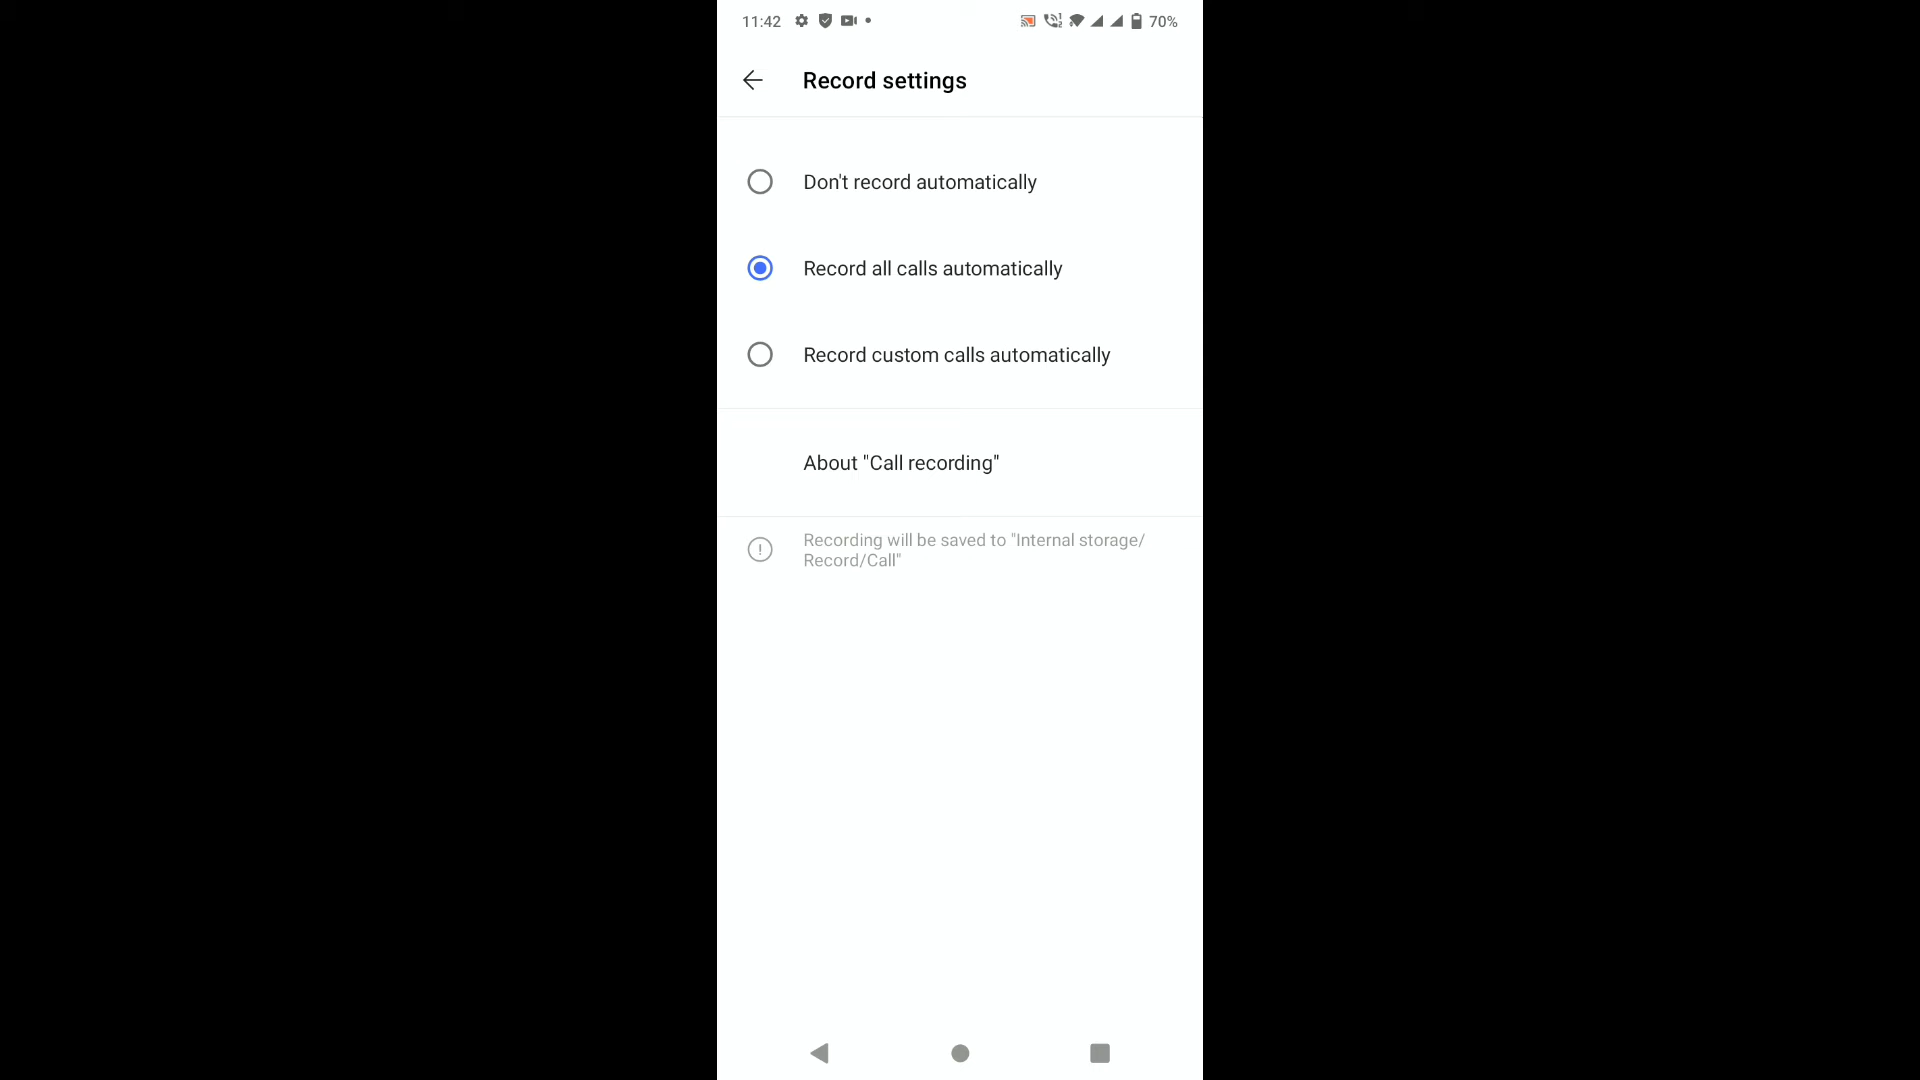 11:42 70%
Record settings
Don't record automatically
Record all calls automatically
Record custom calls automatically
About "Call recording"
Recording will be saved to "Internal storage/
Record/Call"